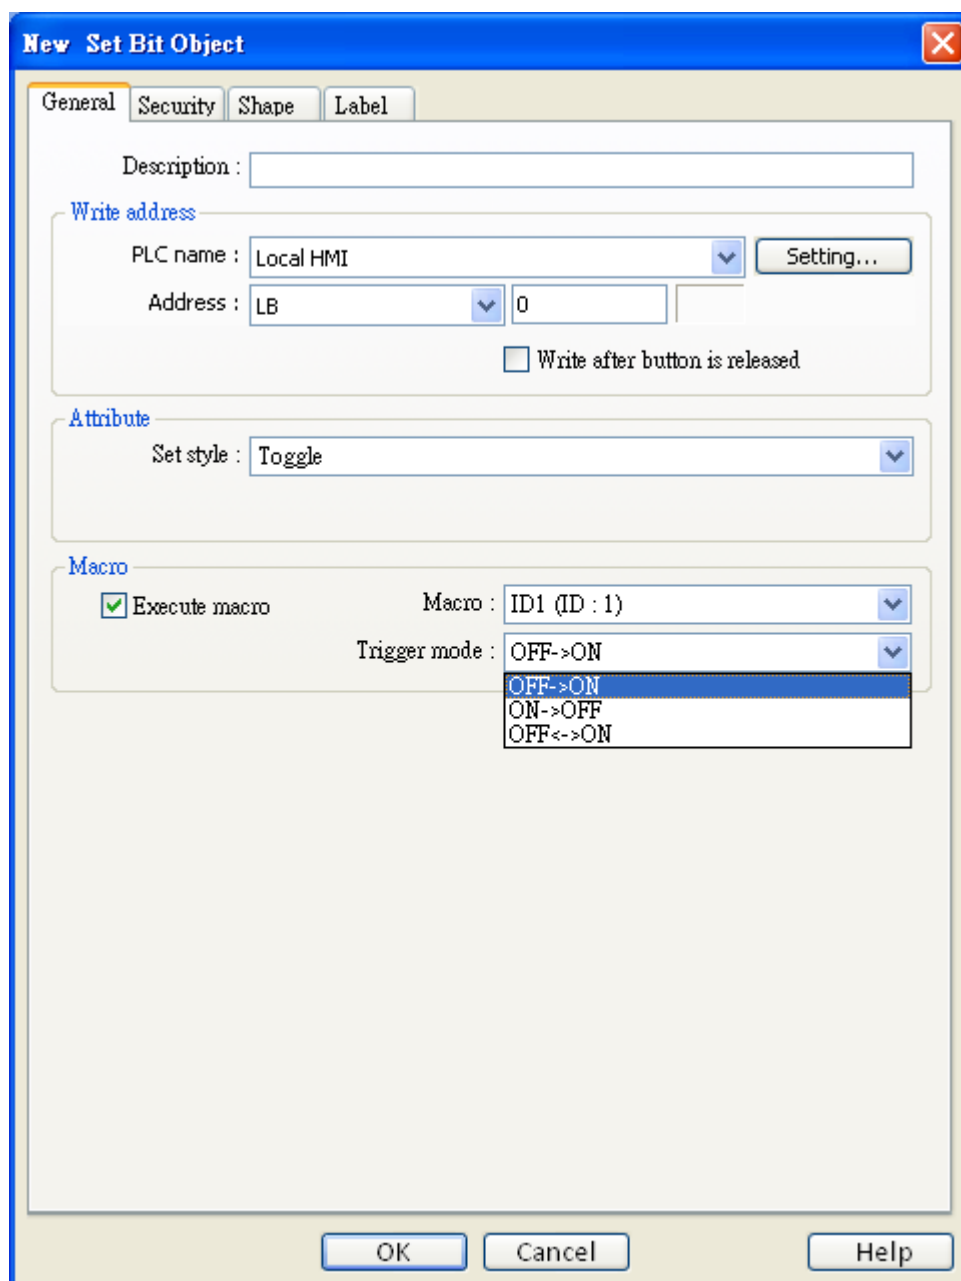 New Set Bit Object
General Security Shape Label
Description :
Write address
PLC name : Local HMI Setting...
Address : LB 0
Write after button is released
Attribute
Set style : Toggle
Macro
Execute macro Macro : ID1 (ID : 1)
Trigger mode : OFF->ON
OFF->ON
ON->OFF
OFF<->ON
OK Cancel Help